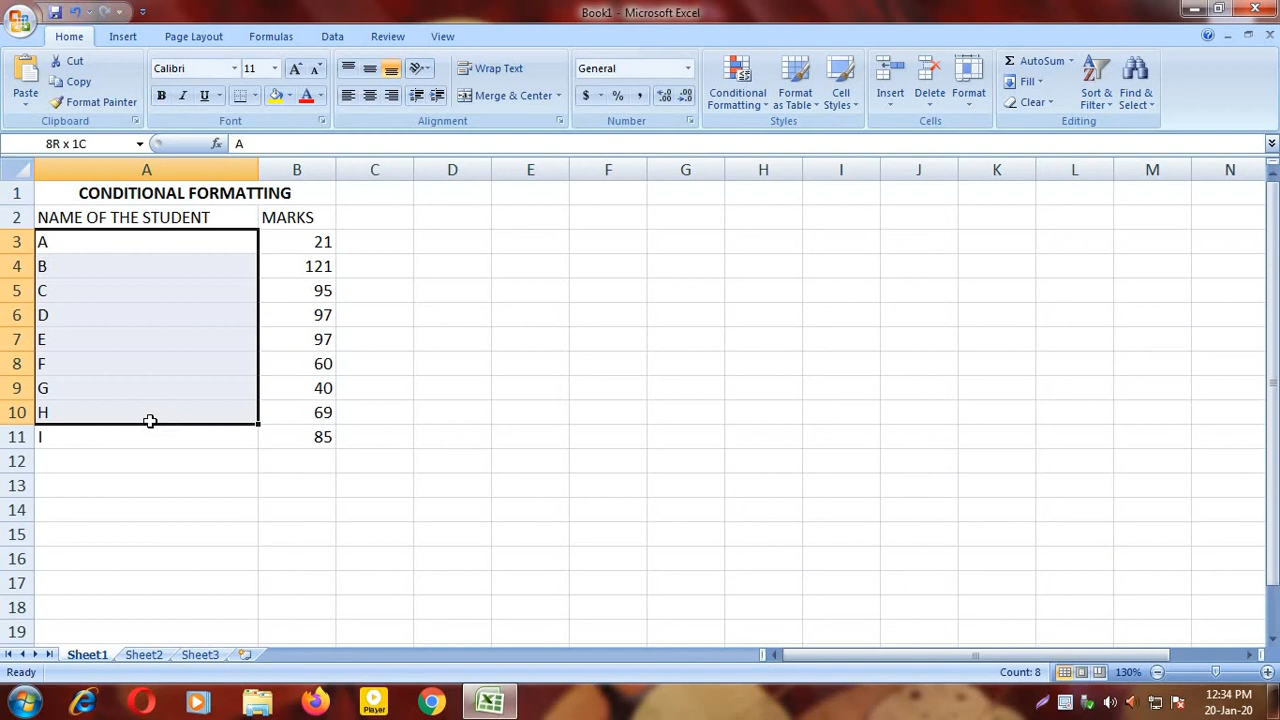 Book1 - Microsoft Excel
Home Insert Page Layout Formulas Data Review View
Paste Cut Copy Format Painter Clipboard
Calibri 11 A A B I U A Font
Wrap Text Merge & Center Alignment
General $ % , Number
Conditional Formatting Format as Table Cell Styles Styles
Insert Delete Format Cells
Σ AutoSum Fill Clear Sort & Filter Find & Select Editing
8R x 1C fx A
A B C D E F G H I J K L M N
1 CONDITIONAL FORMATTING
2 NAME OF THE STUDENT MARKS
3 A 21
4 B 121
5 C 95
6 D 97
7 E 97
8 F 60
9 G 40
10 H 69
11 I 85
12
13
14
15
16
17
18
19
Sheet1 Sheet2 Sheet3
Ready Count: 8 130%
Player
12:34 PM
20-Jan-20